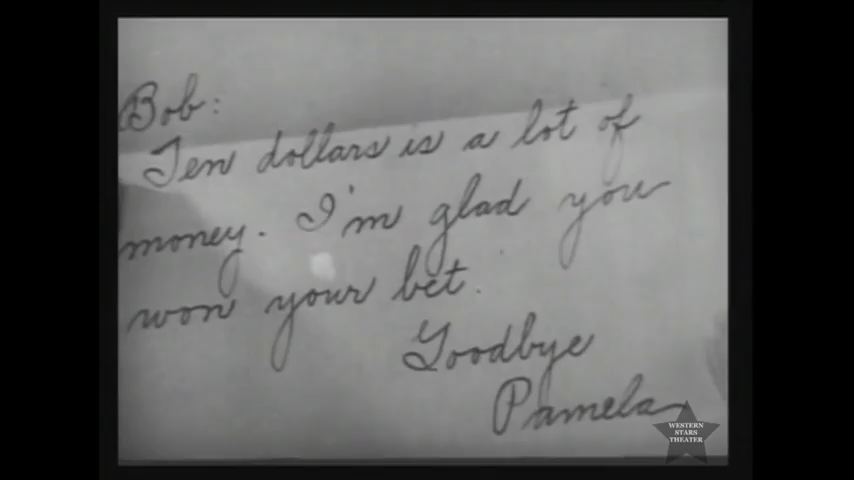 Bob:
Ten dollars is a lot of
money. I'm glad you
won your bet.
Goodbye
Pamela
WESTERN
STARS
THEATER